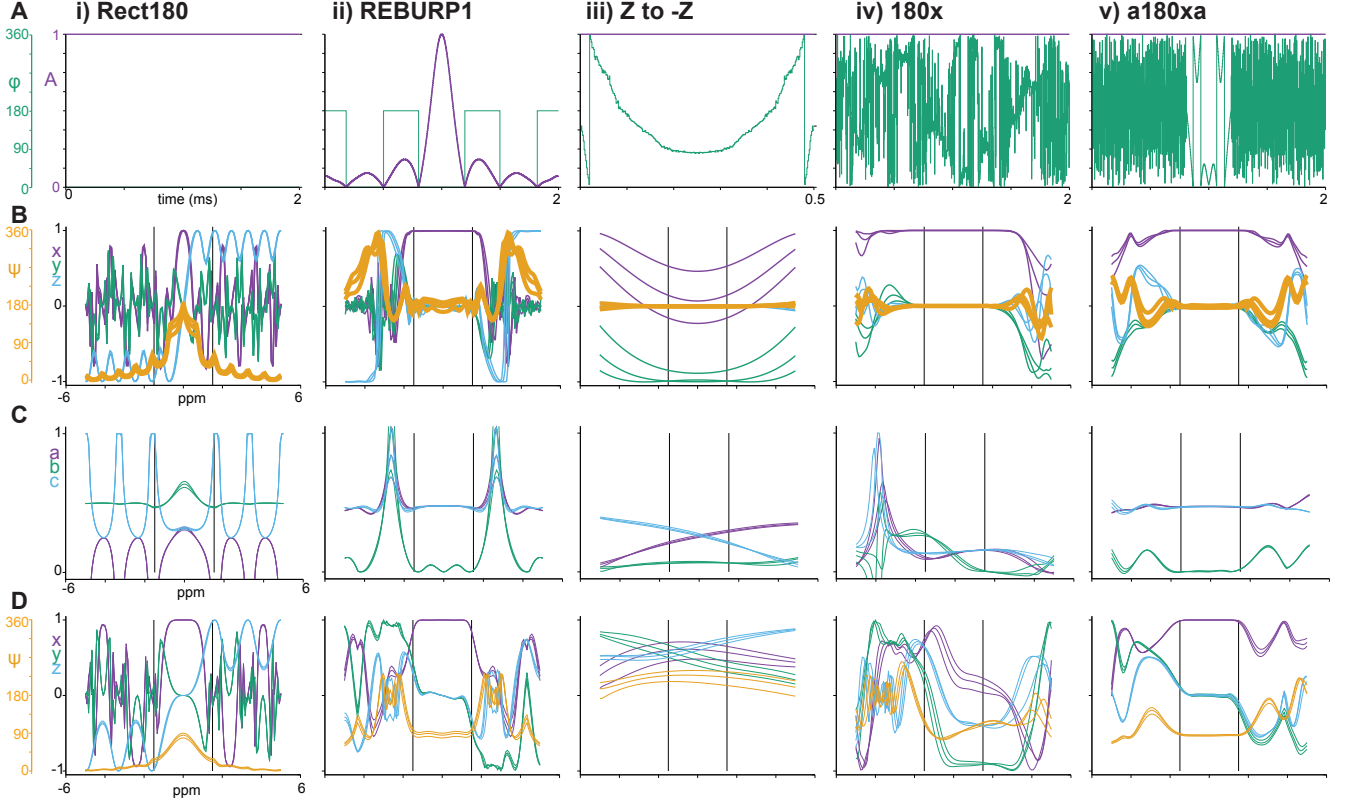 A i) Rect180 ii) REBURP1 iii) Z to -Z iv) 180x v) a180xa
360 1
φ A
180
90
0 0
0 time (ms) 2 2 0.5 2 2
B
360 1
x
ψ y
z
180 0
90
0 -1
-6 ppm 6
C
1
a
b
c
0
-6 ppm 6
D
360 1
x
ψ y
z
180 0
90
0 -1
-6 ppm 6